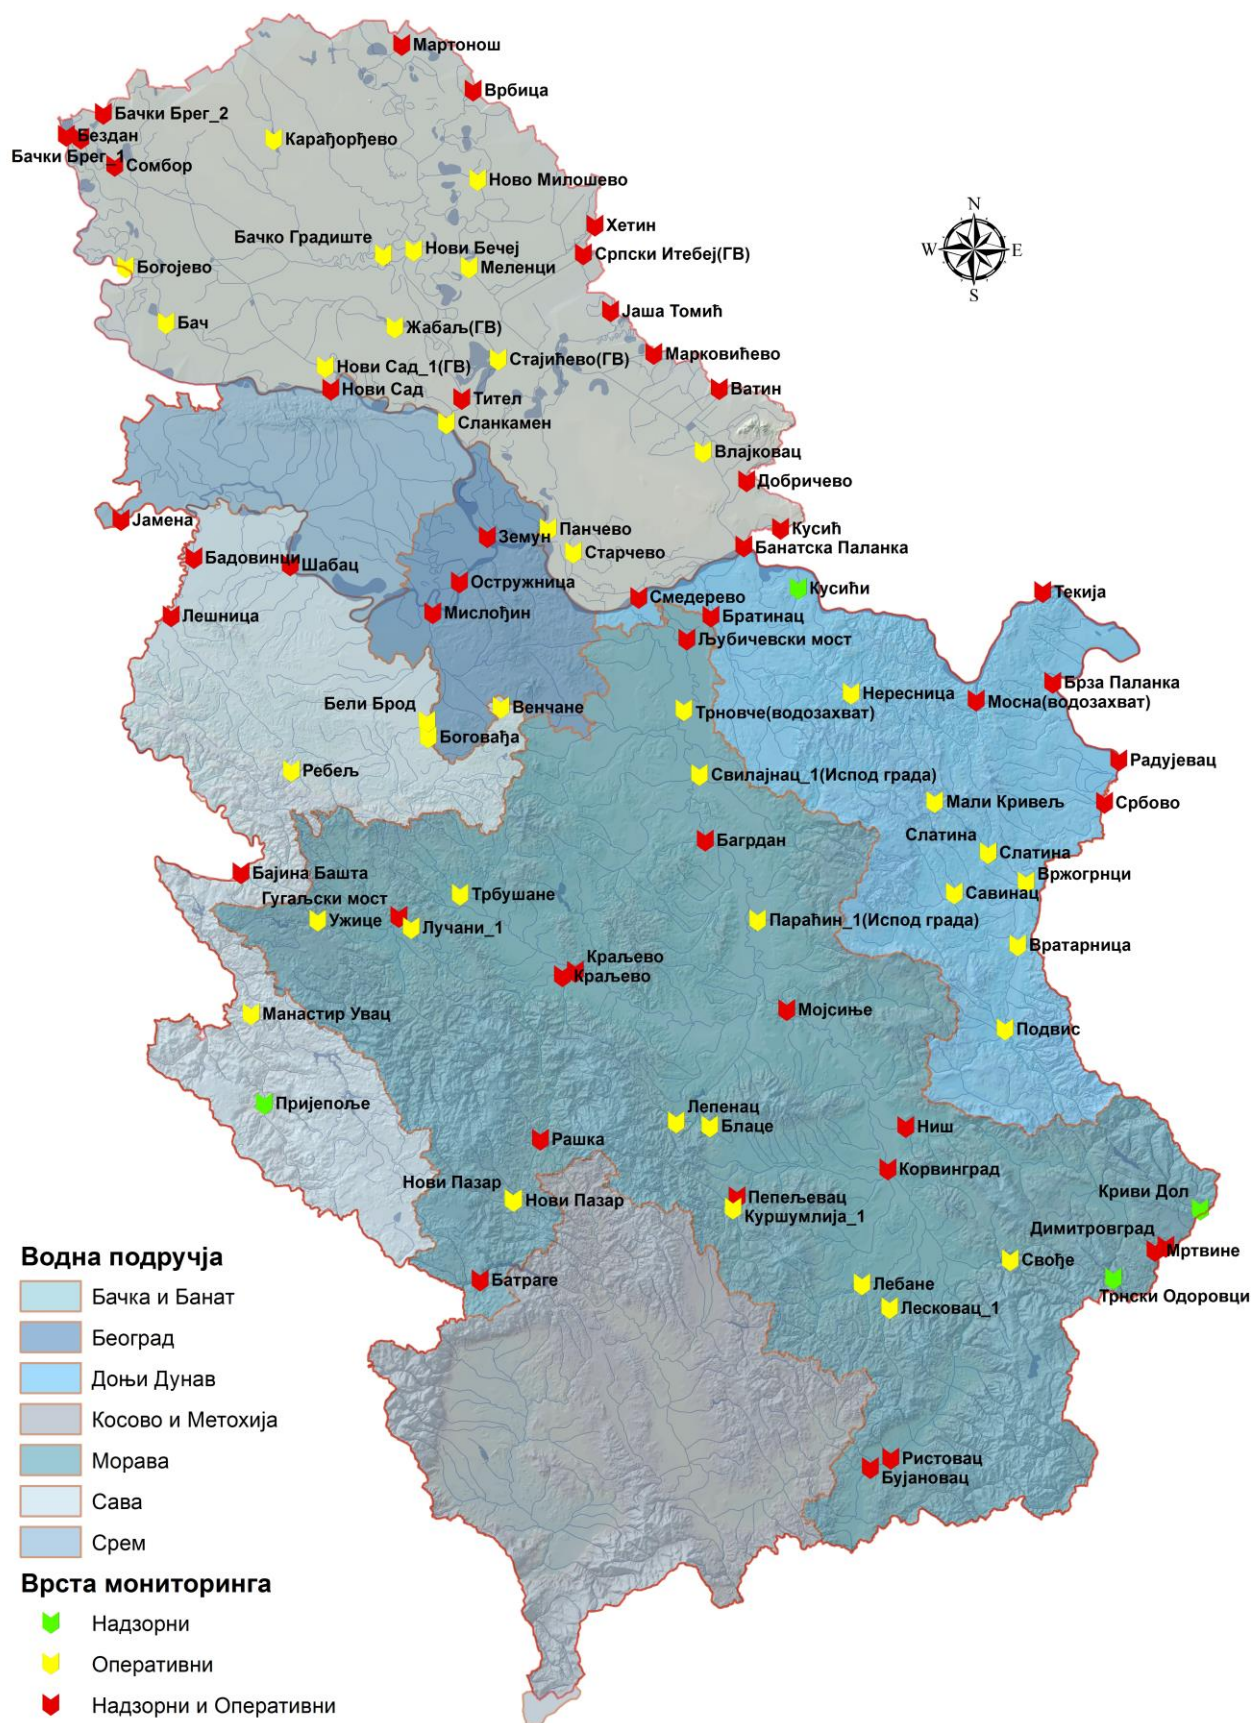 Мартонош
Врбица
Бачки Брег_2
Бездан
Карађорђево
Бачки Брег_1
Сомбор
Ново Милошево
N
Хетин
Бачко Градиште
Нови Бечеј
W
E
Српски Итебеј(ГВ)
Богојево
Меленци
S
Јаша Томић
Бач
Жабаљ(ГВ)
Марковићево
Стајићево(ГВ)
Нови Сад_1(ГВ)
Нови Сад
Ватин
Тител
Сланкамен
Влајковац
Добричево
Јамена
Панчево
Кусић
Земун
Банатска Паланка
Старчево
Бадовинци
Шабац
Остружница
Кусићи
Текија
Смедерево
Лешница
Мислођин
Братинац
Љубичевски мост
Брза Паланка
Нересница
Мосна(водозахват)
Бели Брод
Венчане
Трновче(водозахват)
Боговађа
Радујевац
Ребељ
Свилајнац_1(Испод града)
Мали Кривељ
Србово
Багрдан
Слатина
Слатина
Бајина Башта
Вржогрнци
Гугаљски мост
Трбушане
Савинац
Ужице
Лучани_1
Параћин_1(Испод града)
Вратарница
Краљево
Краљево
Манастир Увац
Мојсиње
Подвис
Пријепоље
Лепенац
Блаце
Ниш
Рашка
Корвинград
Нови Пазар
Нови Пазар
Пепељевац
Криви Дол
Куршумлија_1
Димитровград
Мртвине
Свође
Водна подручја
Батраге
Лебане
Трнски Одоровци
Бачка и Банат
Лесковац_1
Београд
Доњи Дунав
Косово и Метохија
Морава
Ристовац
Бујановац
Сава
Срем
Врста мониторинга
Надзорни
Оперативни
Надзорни и Оперативни